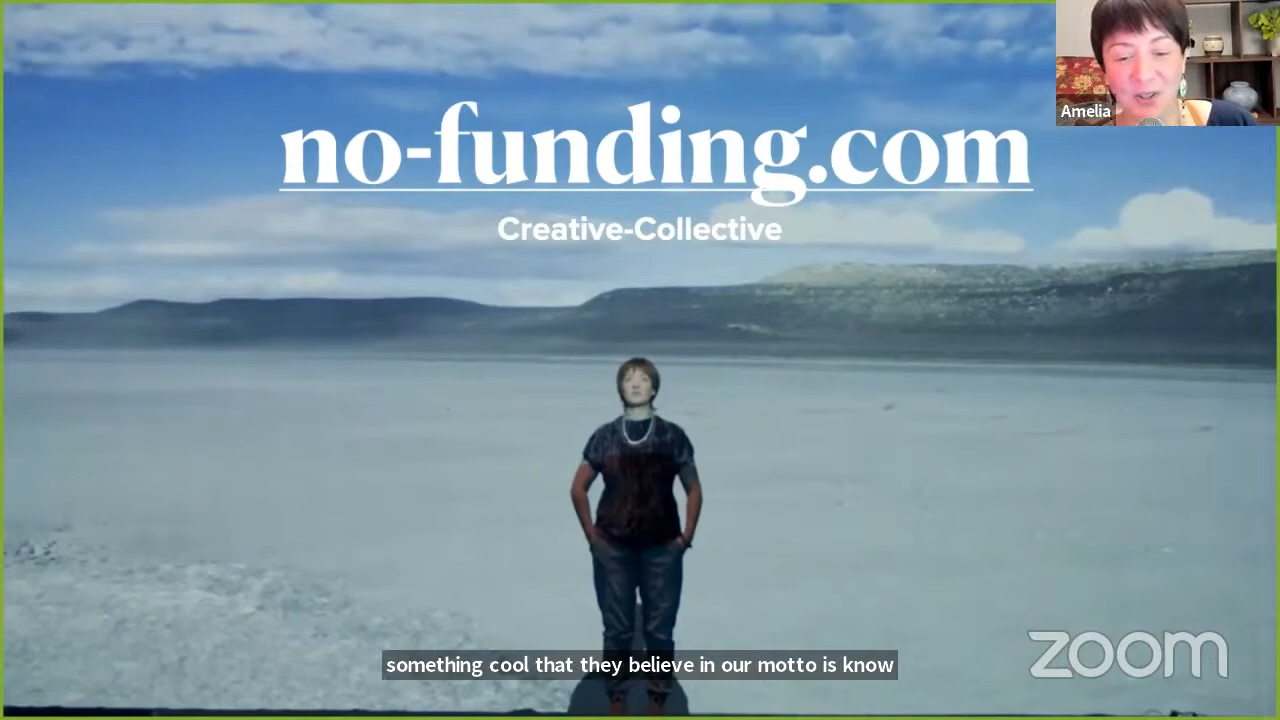 no-funding.com
Creative-Collective
Amelia
something cool that they believe in our motto is know
zoom